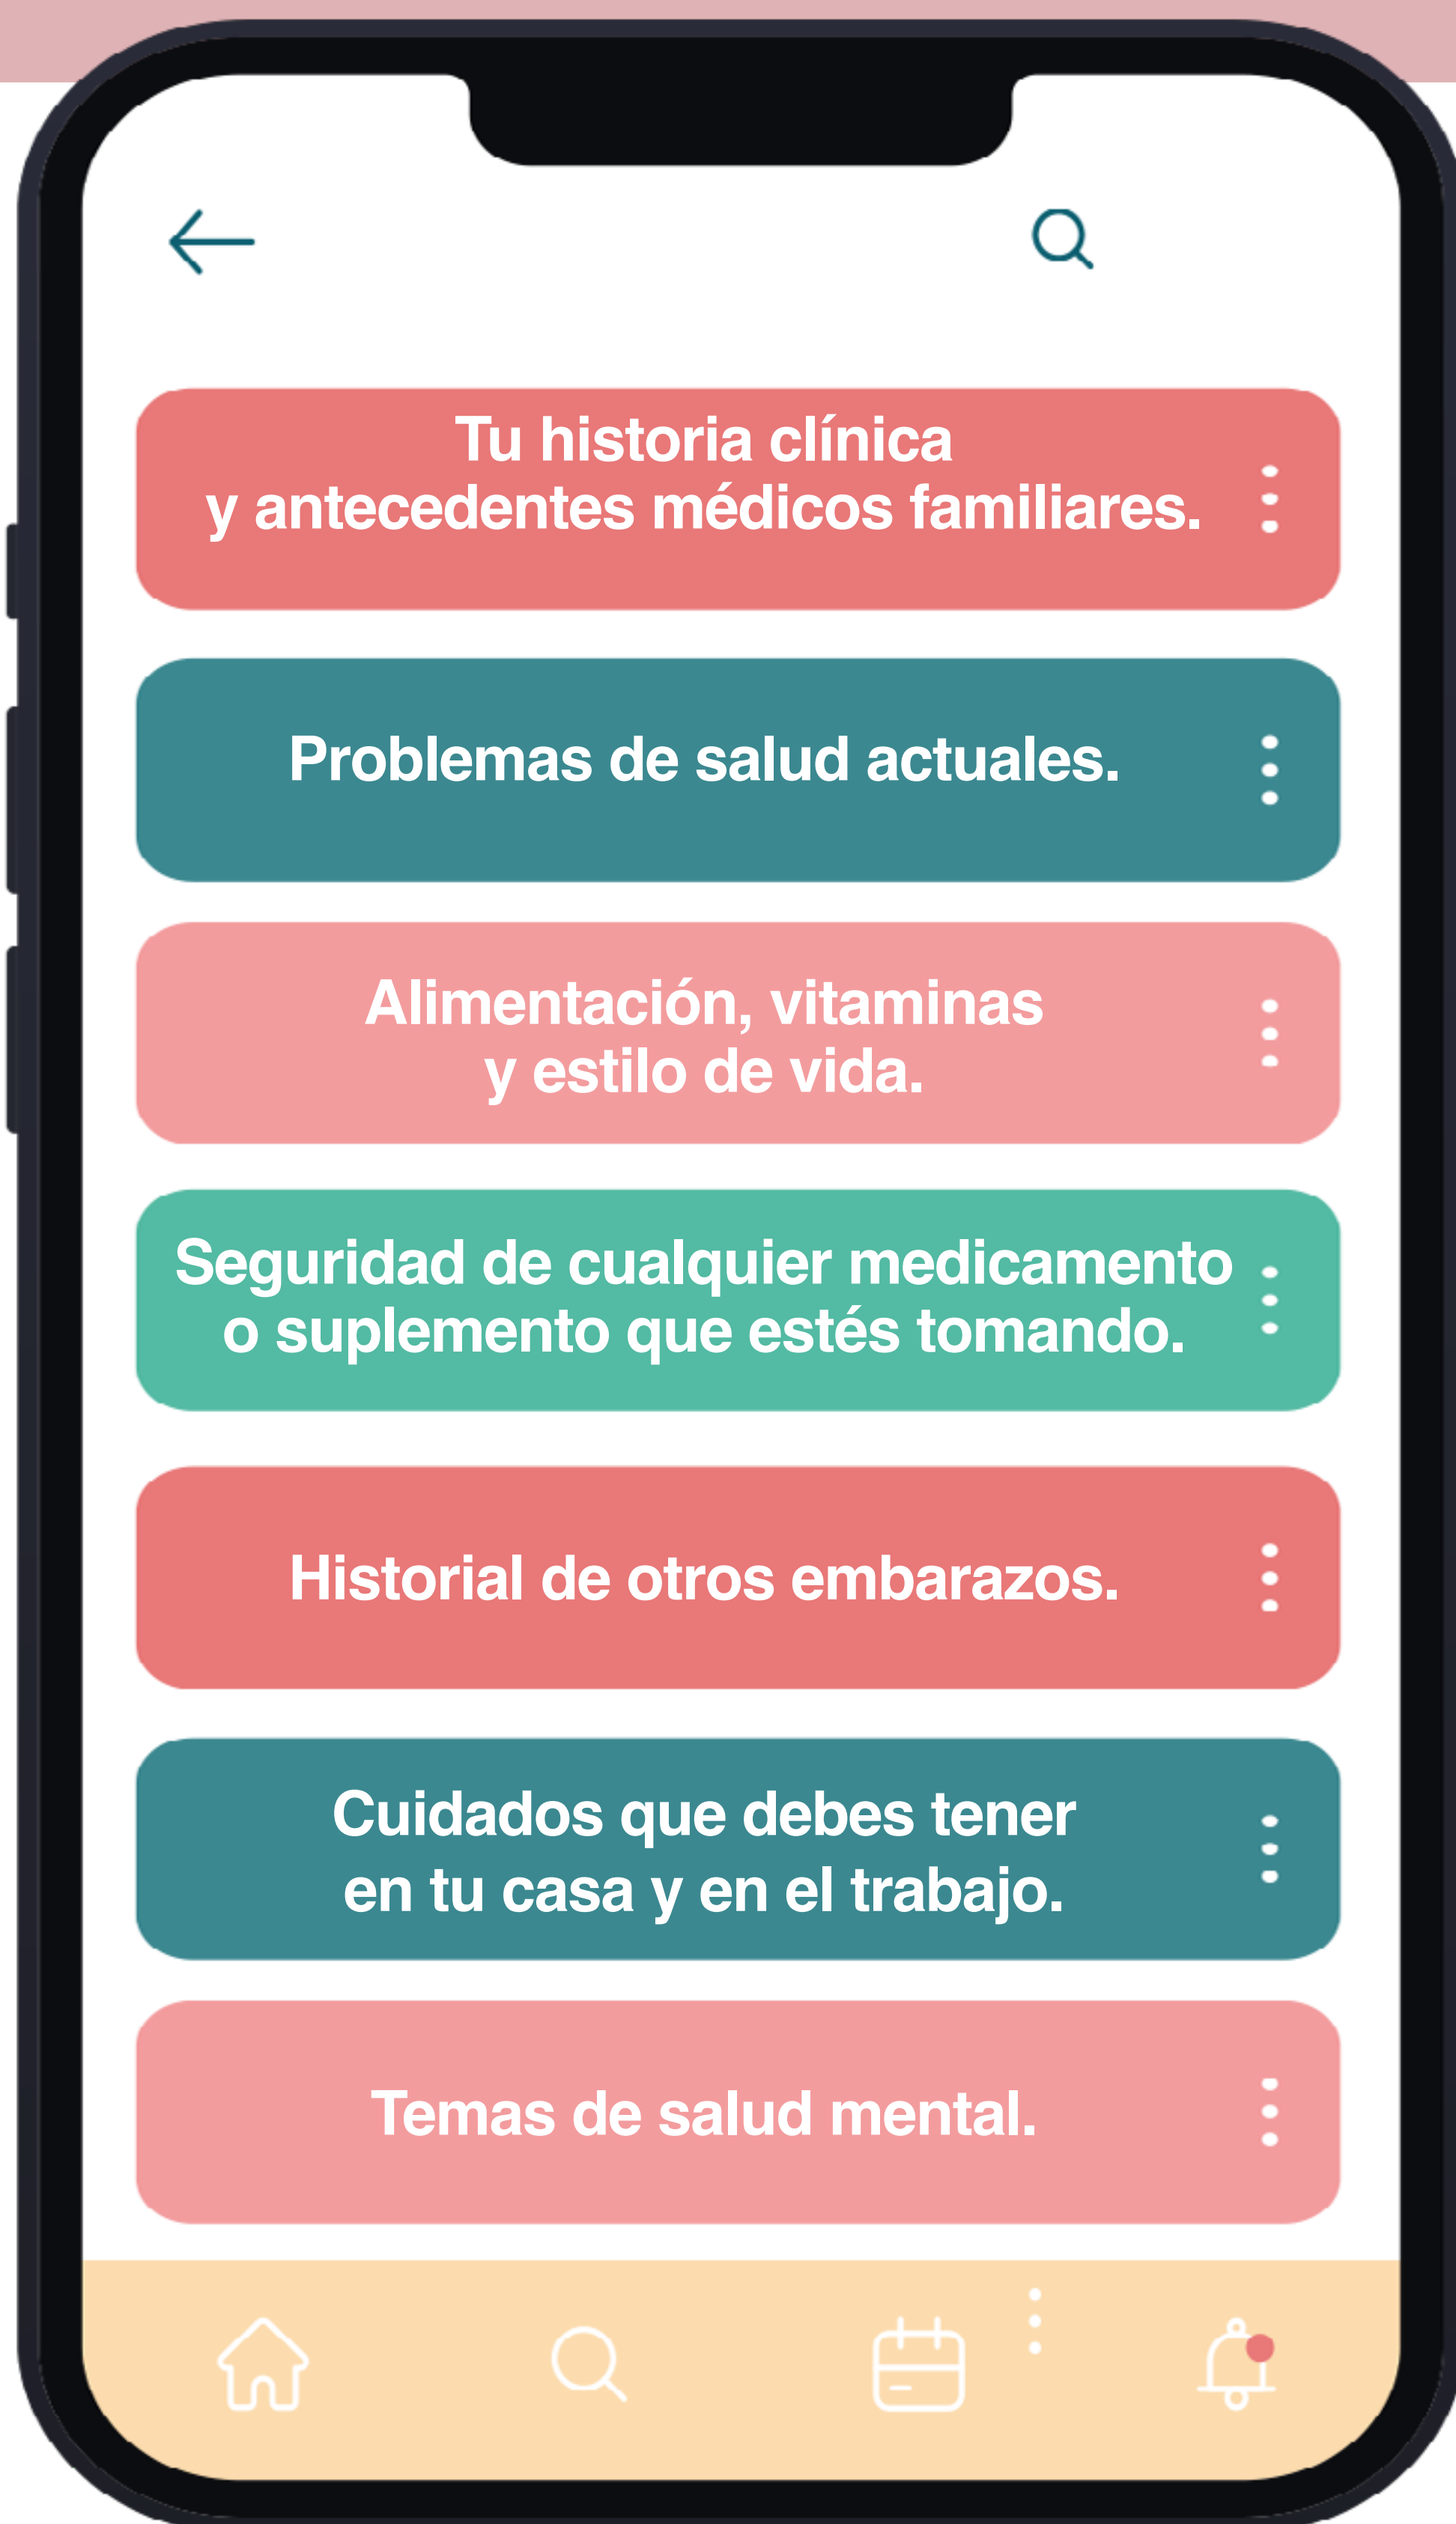 Tu historia clínica
y antecedentes médicos familiares.
Problemas de salud actuales.
Alimentación, vitaminas
y estilo de vida.
Seguridad de cualquier medicamento
o suplemento que estés tomando.
Historial de otros embarazos.
Cuidados que debes tener
en tu casa y en el trabajo.
Temas de salud mental.